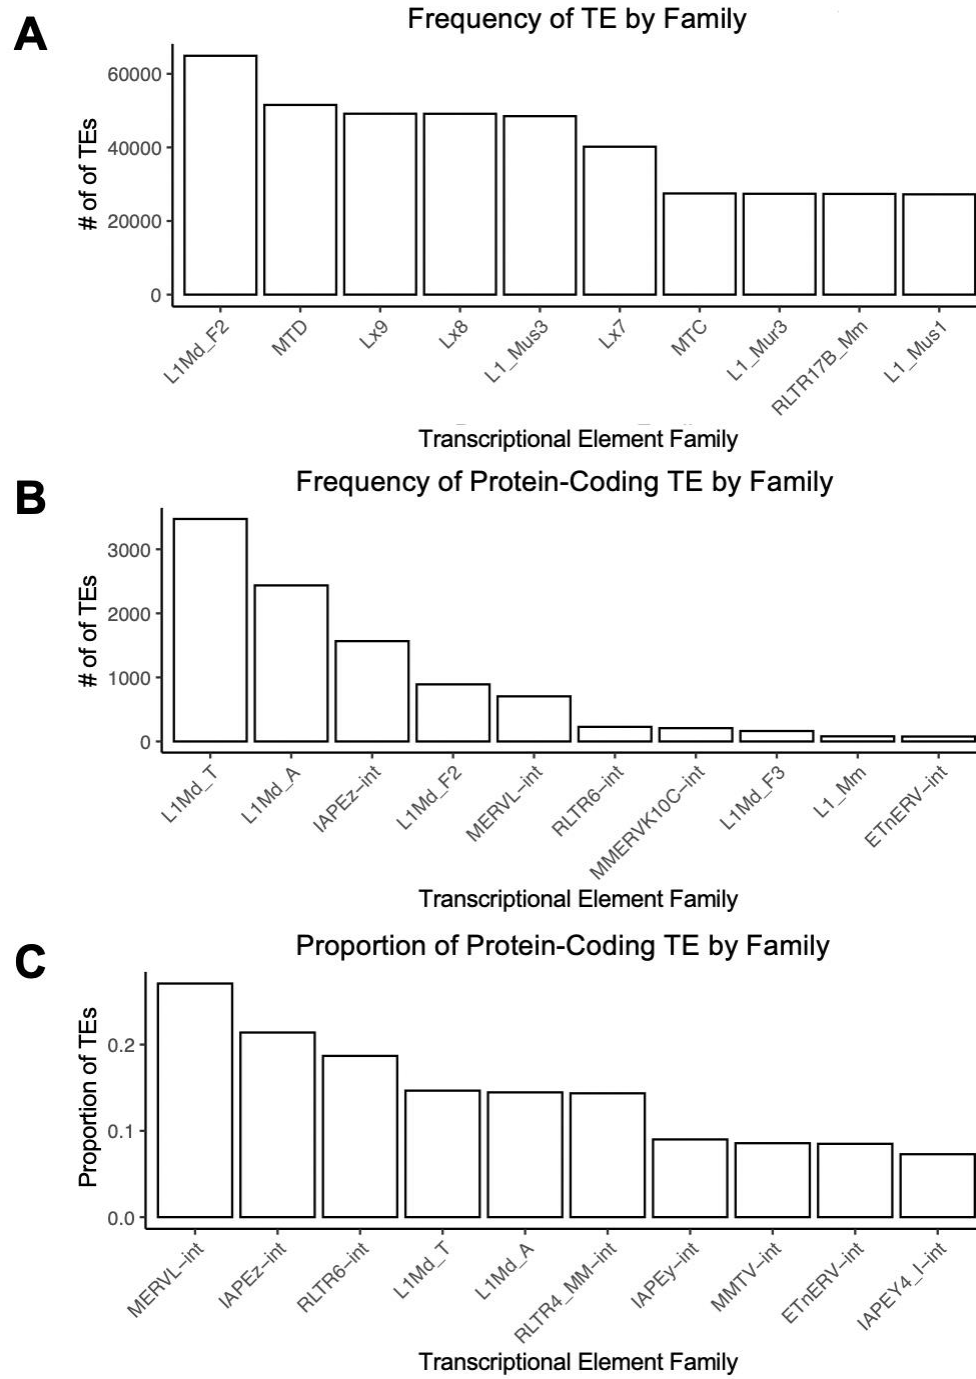 A
Frequency of TE by Family
# of of TEs
60000
40000
20000
0
L1Md_F2
MTD
Lx9
Lx8
L1_Mus3
Lx7
MTC
L1_Mur3
RLTR17B_Mm
L1_Mus1
Transcriptional Element Family
B
Frequency of Protein-Coding TE by Family
# of of TEs
3000
2000
1000
0
L1Md_T
L1Md_A
IAPEz-int
L1Md_F2
MERVL-int
RLTR6-int
MMERVK10C-int
L1Md_F3
L1_Mm
ETnERV-int
Transcriptional Element Family
C
Proportion of Protein-Coding TE by Family
Proportion of TEs
0.2
0.1
0.0
MERVL-int
IAPEz-int
RLTR6-int
L1Md_T
L1Md_A
RLTR4_MM-int
IAPEy-int
MMTV-int
ETnERV-int
IAPEY4_I-int
Transcriptional Element Family